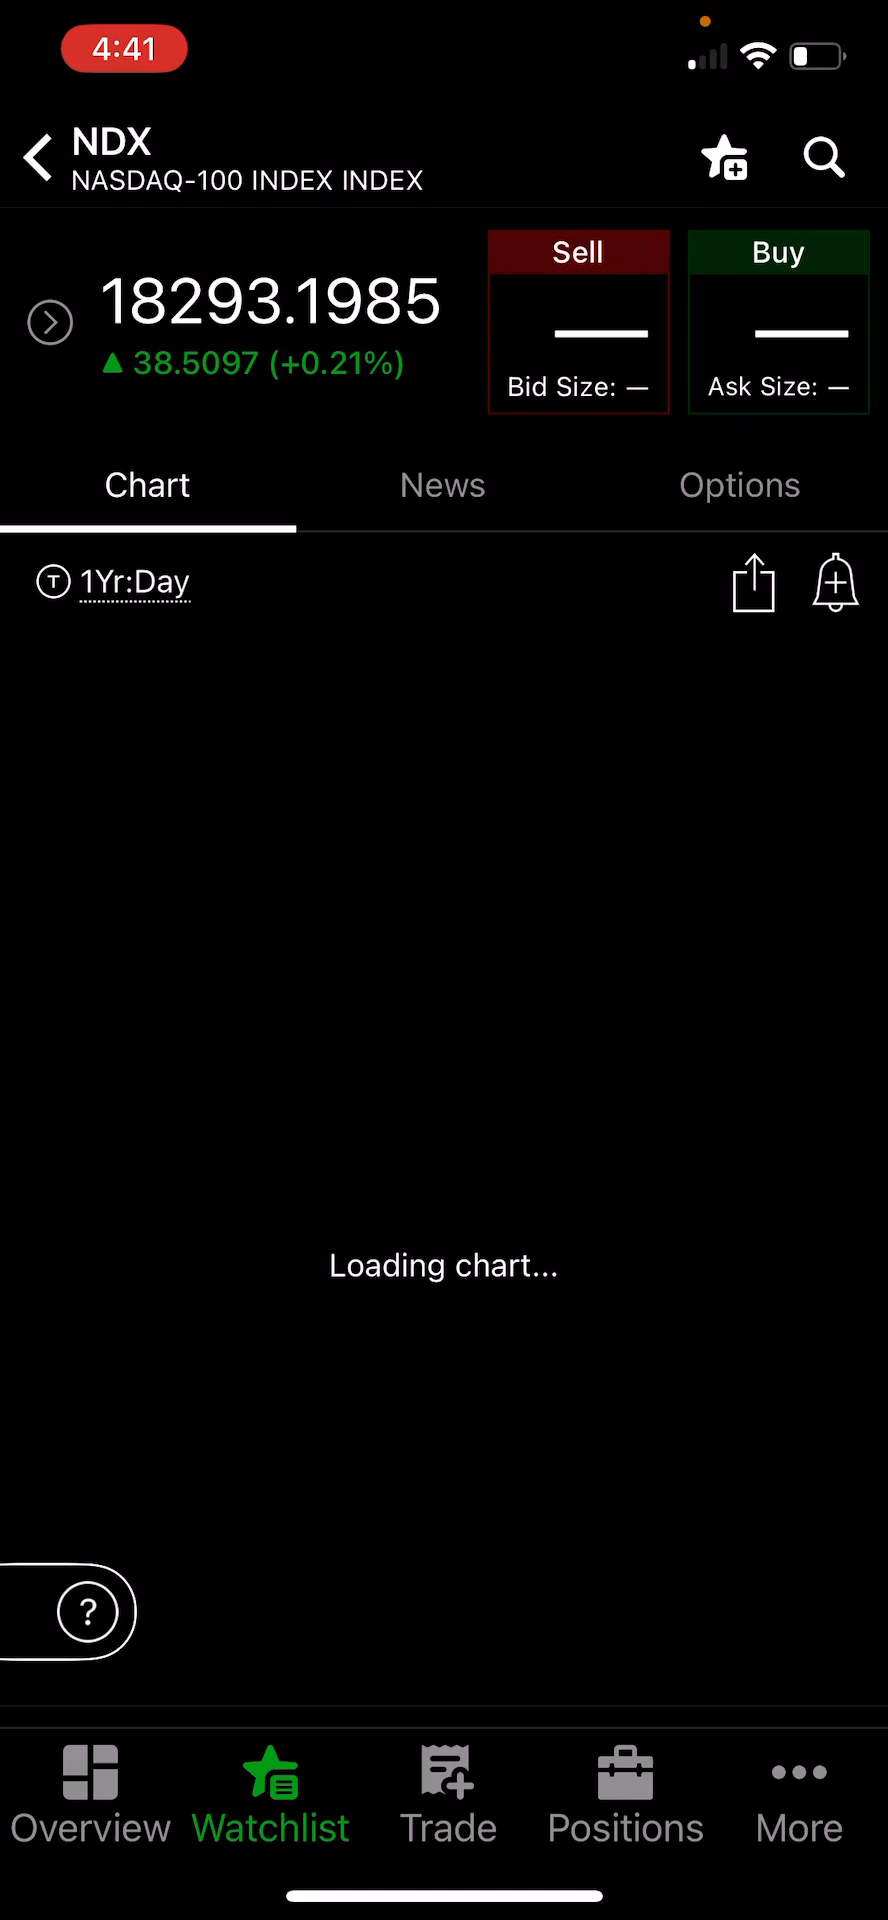 4:41
NDX
NASDAQ-100 INDEX INDEX
18293.1985
38.5097 (+0.21%)
Sell
Bid Size: —
Buy
Ask Size: —
Chart
News
Options
T 1Yr:Day
Loading chart...
?
Overview
Watchlist
Trade
Positions
More